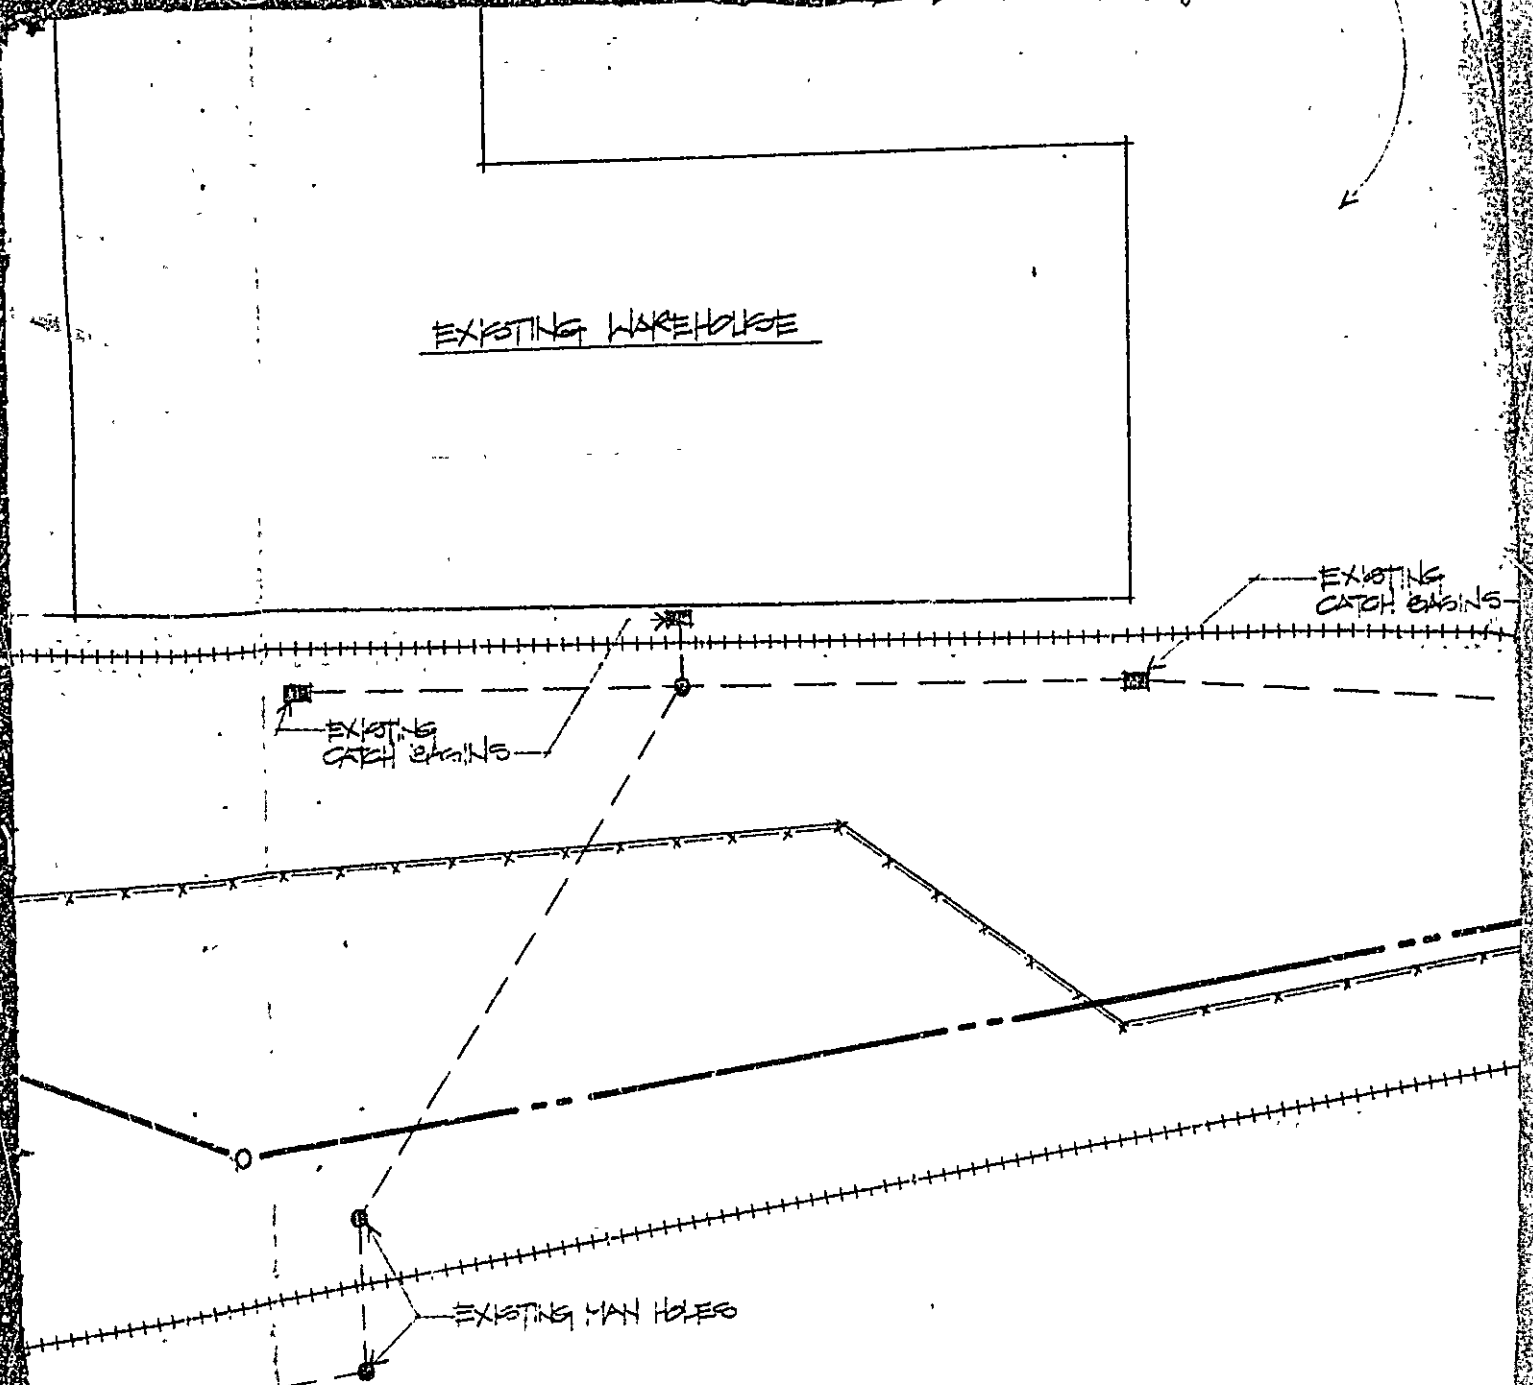 EXISTING WAREHOUSE
EXISTING
CATCH BASINS
EXISTING
CATCH BASINS
EXISTING MAN HOLES